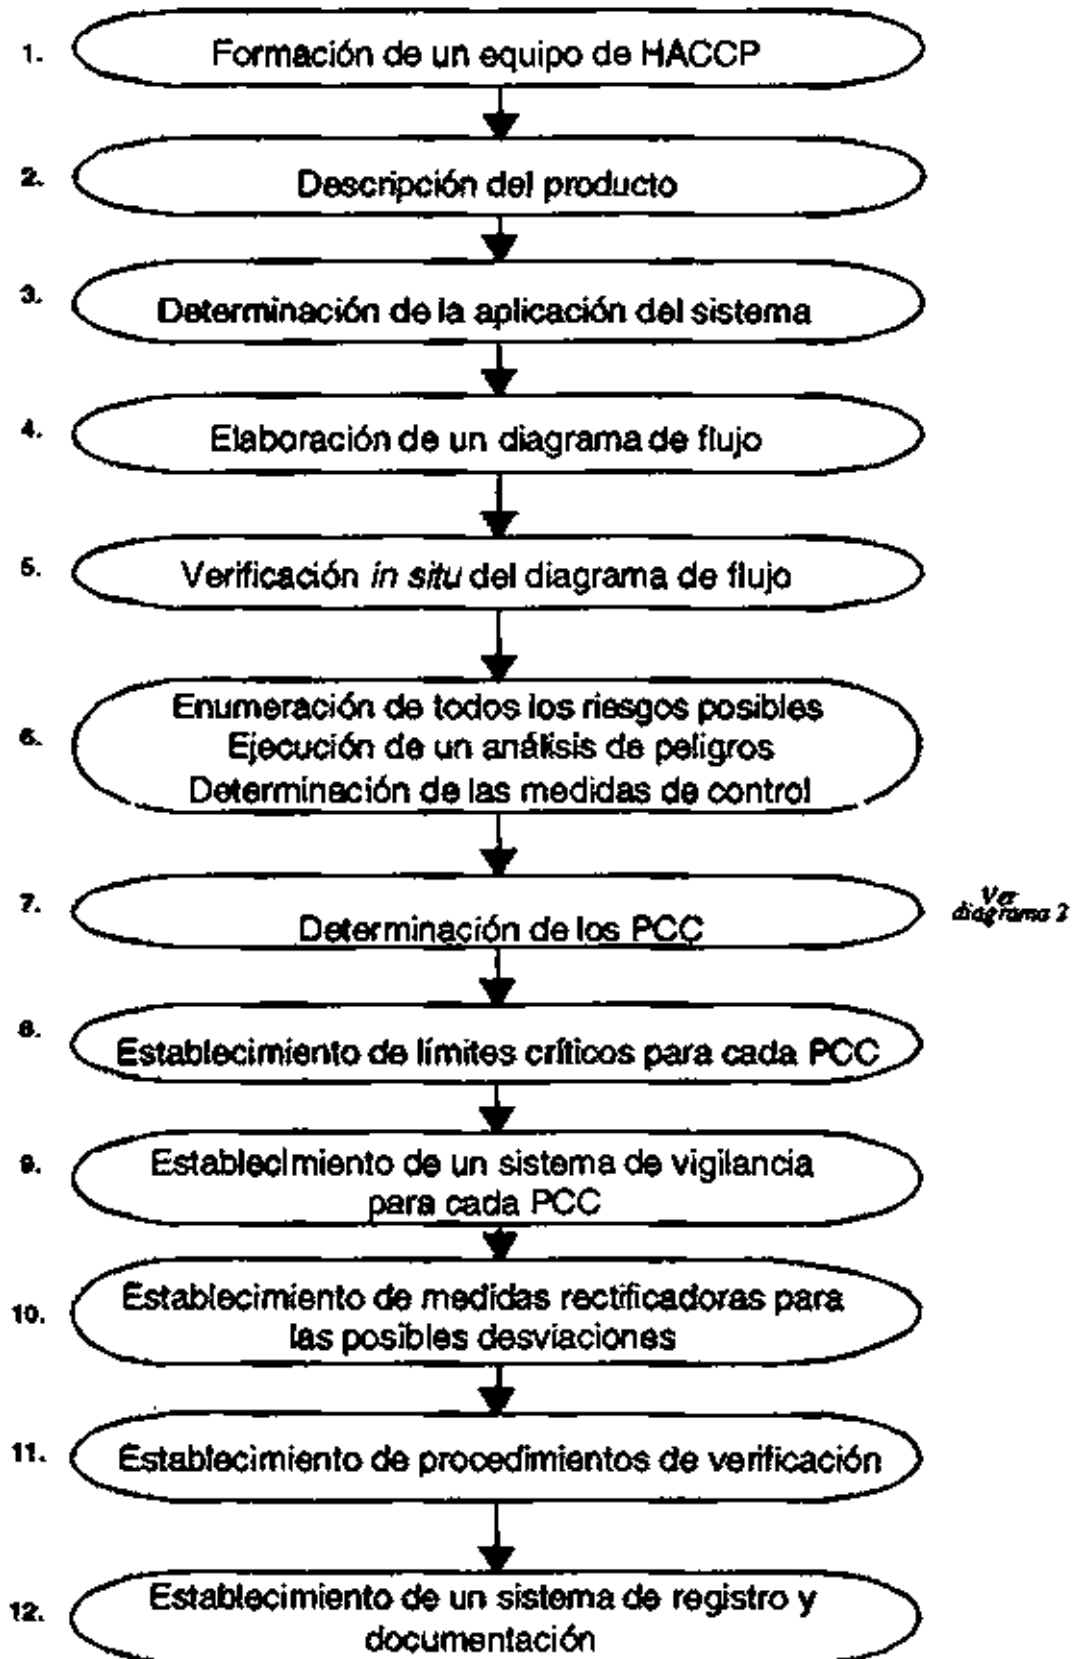 1. Formación de un equipo de HACCP
2. Descripción del producto
3. Determinación de la aplicación del sistema
4. Elaboración de un diagrama de flujo
5. Verificación in situ del diagrama de flujo
Enumeración de todos los riesgos posibles
6. Ejecución de un análisis de peligros
Determinación de las medidas de control
7. Determinación de los PCC
Ver
diagrama 2
8. Establecimiento de límites críticos para cada PCC
9. Establecimiento de un sistema de vigilancia
para cada PCC
10. Establecimiento de medidas rectificadoras para
las posibles desviaciones
11. Establecimiento de procedimientos de verificación
12. Establecimiento de un sistema de registro y
documentación